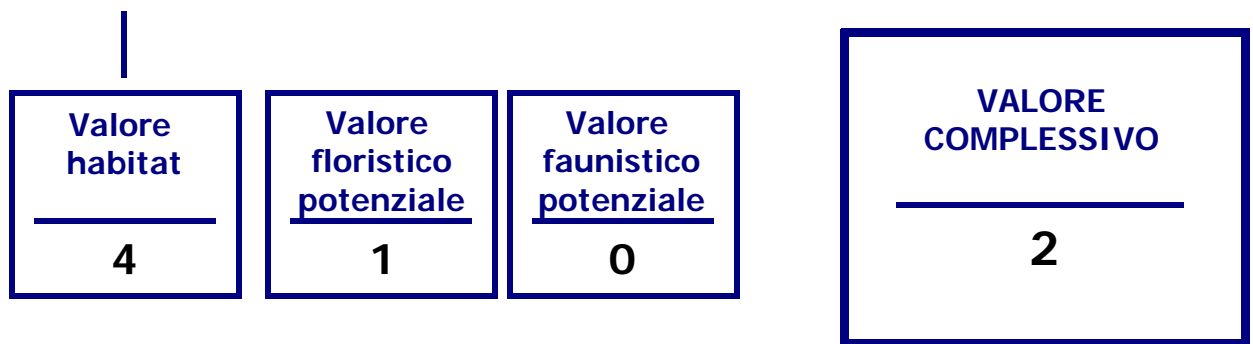 Valore
habitat
4
Valore
floristico
potenziale
1
Valore
faunistico
potenziale
0
VALORE
COMPLESSIVO
2